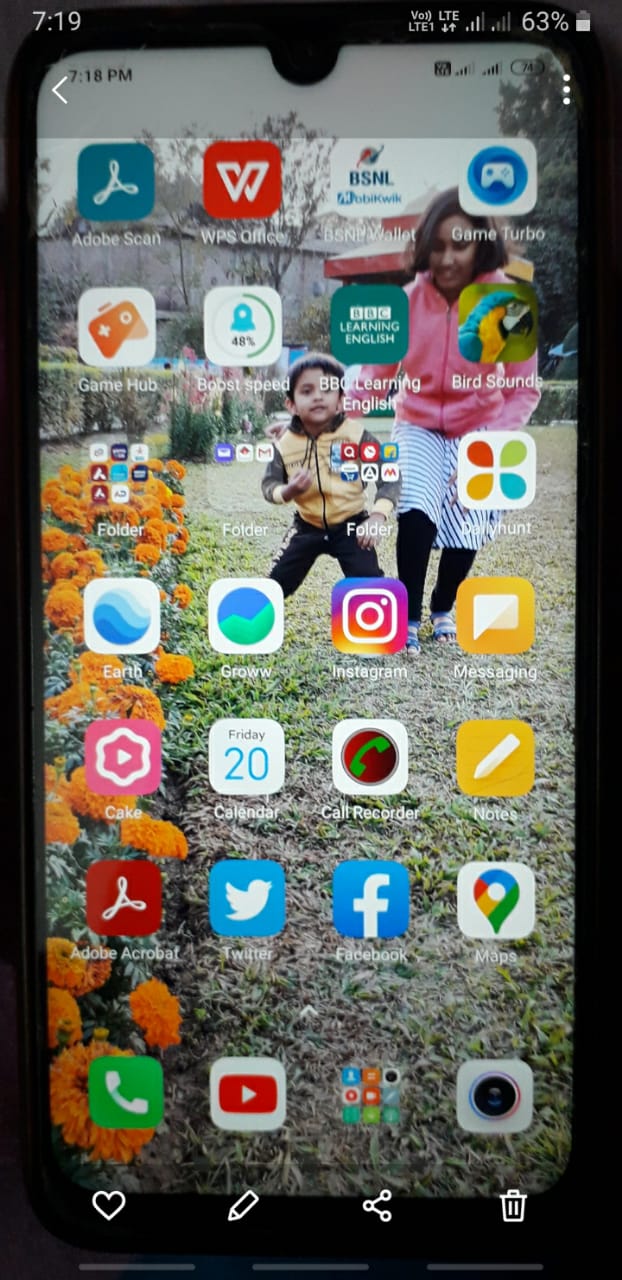 7:19
Vo)) LTE
LTE1 63%
7:18 PM
74
Adobe Scan
WPS Office
BSNL
MobiKwik
BSNL Wallet
Game Turbo
Game Hub
48%
Boost speed
BBC
LEARNING
ENGLISH
BBC Learning
English
Bird Sounds
Folder
Folder
Folder
Dailyhunt
Earth
Groww
Instagram
Messaging
Cake
Friday
20
Calendar
Call Recorder
Notes
Adobe Acrobat
Twitter
Facebook
Maps